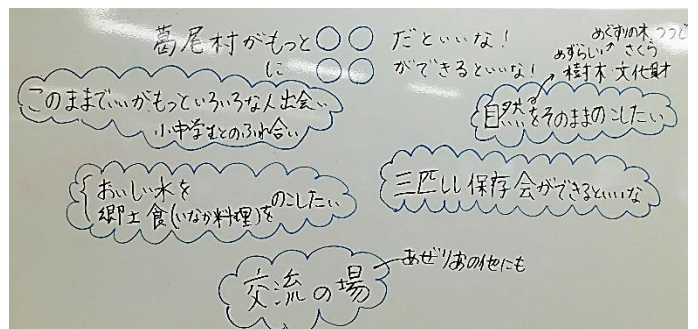 葛尾村がもっと○○だといいな!
に○○ができるといいな!
めぐすりの木 つつじ
めずらしい さくら
樹木・文化財
このままでいいがもっといろいろな人出会い
小中学生とのふれ合い
自然をそのままのこしたい
おいしい水を
郷土食(いなか料理)をのこしたい
三匹しし保存会ができるといいな
交流の場
あぜりあの他にも